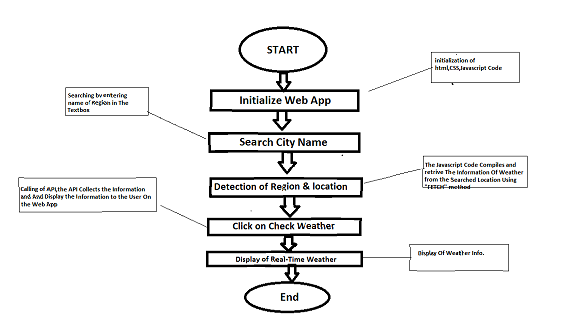 START
initialization of
html,CSS,Javascript Code
Initialize Web App
Searching by entering
name of Region in The
Textbox
Search City Name
Detection of Region & location
The Javascript Code Compiles and
retrive The Information Of Weather
from the Searched Location Using
"FETCH" method
Calling of API,the API Collects the Information
and And Display the Information to the User On
the Web App
Click on Check Weather
Display of Real-Time Weather
Display Of Weather Info.
End